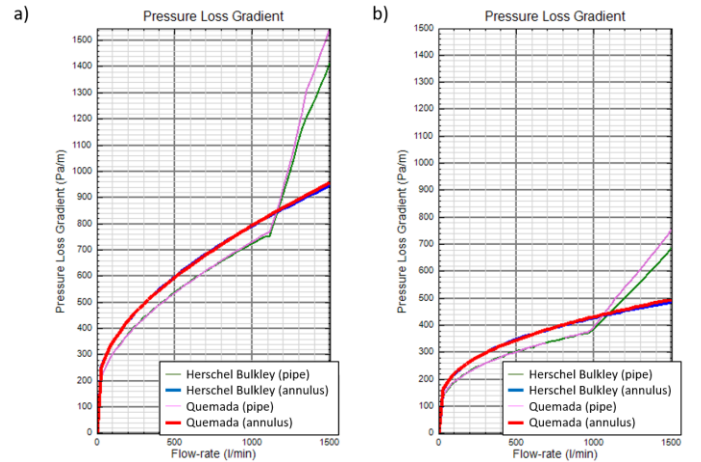 a)
Pressure Loss Gradient
Pressure Loss Gradient (Pa/m)
1500
1400
1300
1200
1100
1000
900
800
700
600
500
400
300
200
100
0
0
500
1000
1500
Flow-rate (l/min)
Herschel Bulkley (pipe)
Herschel Bulkley (annulus)
Quemada (pipe)
Quemada (annulus)
b)
Pressure Loss Gradient
Pressure Loss Gradient (Pa/m)
1500
1400
1300
1200
1100
1000
900
800
700
600
500
400
300
200
100
0
0
500
1000
1500
Flow-rate (l/min)
Herschel Bulkley (pipe)
Herschel Bulkley (annulus)
Quemada (pipe)
Quemada (annulus)